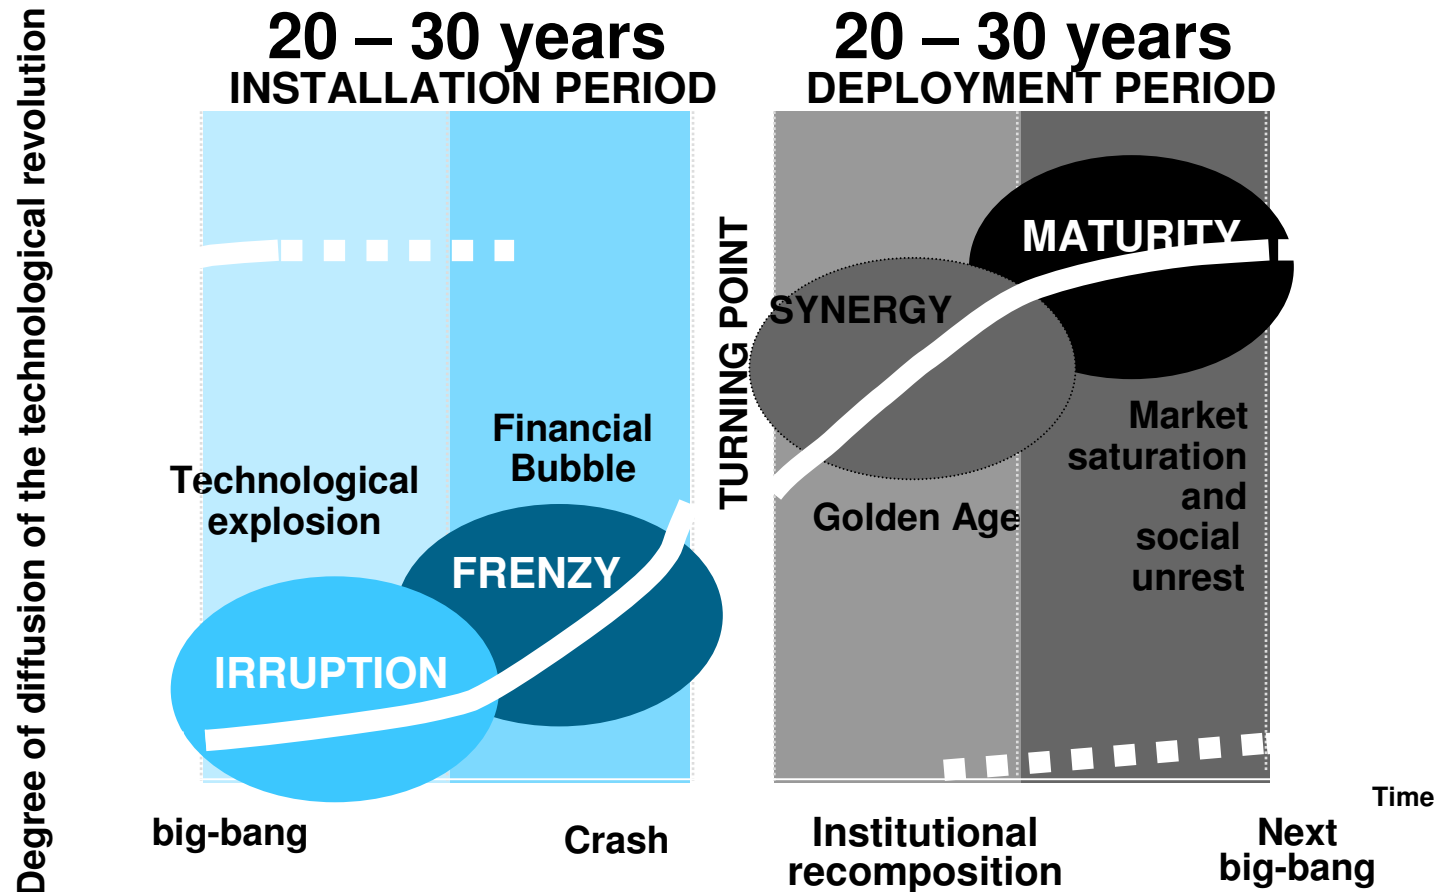 20 – 30 years
INSTALLATION PERIOD
20 – 30 years
DEPLOYMENT PERIOD
Degree of diffusion of the technological revolution
TURNING POINT
MATURITY
SYNERGY
Financial
Bubble
Technological
explosion
FRENZY
IRRUPTION
Golden Age
Market
saturation
and
social
unrest
Time
big-bang
Crash
Institutional
recomposition
Next
big-bang